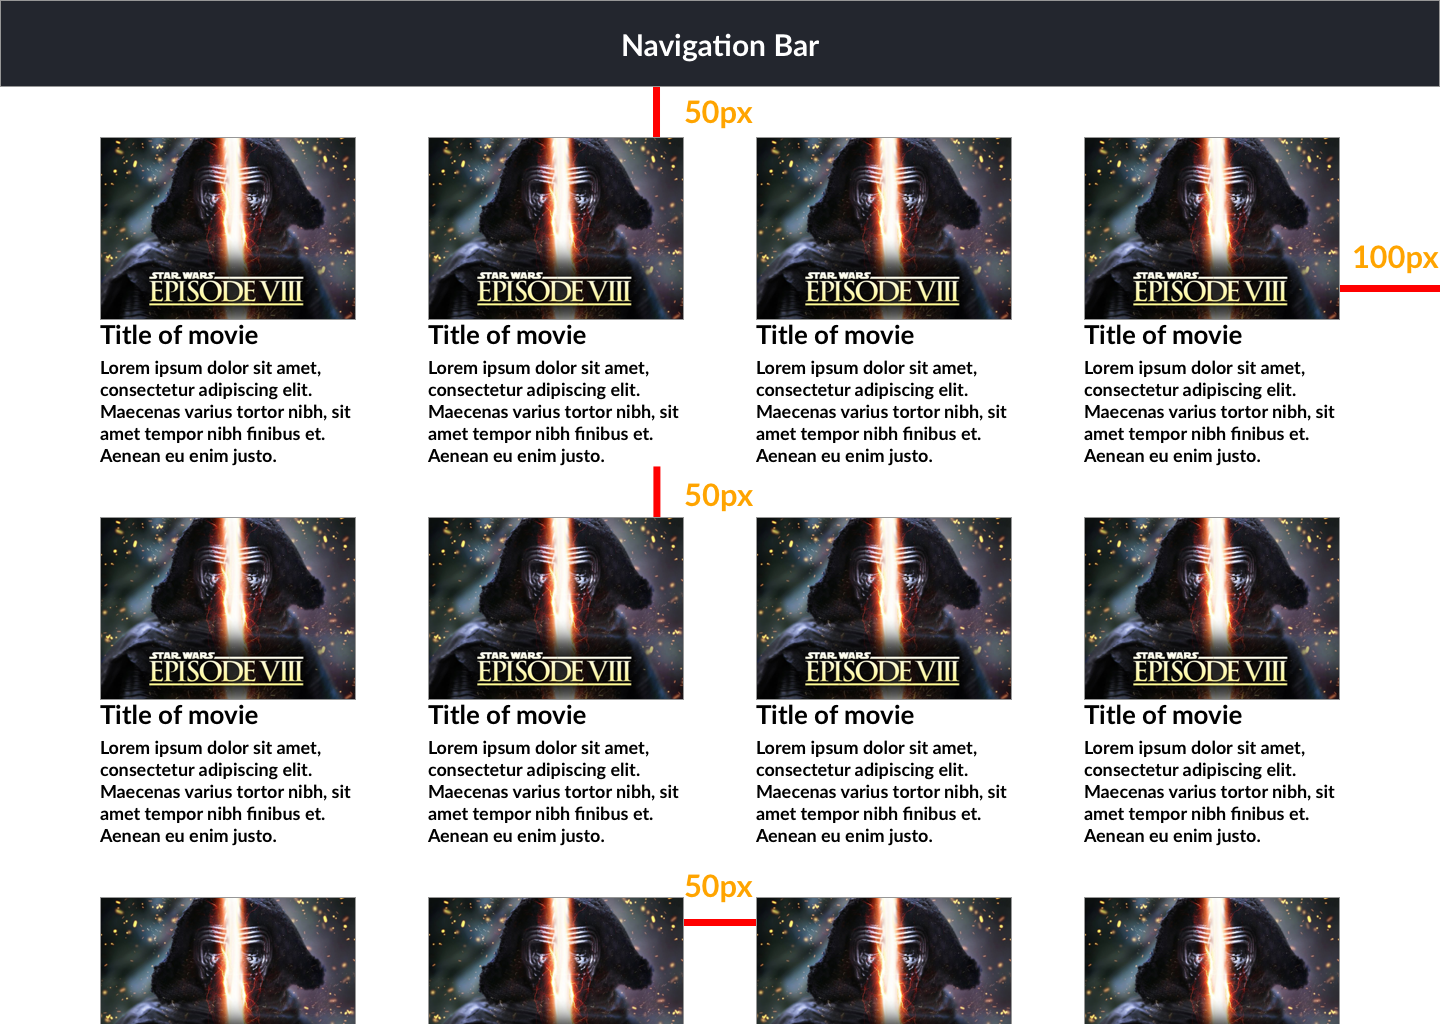 Navigation Bar
50px
100px
STAR WARS
EPISODE VIII
STAR WARS
EPISODE VIII
STAR WARS
EPISODE VIII
STAR WARS
EPISODE VIII
Title of movie
Lorem ipsum dolor sit amet,
consectetur adipiscing elit.
Maecenas varius tortor nibh, sit
amet tempor nibh finibus et.
Aenean eu enim justo.
Title of movie
Lorem ipsum dolor sit amet,
consectetur adipiscing elit.
Maecenas varius tortor nibh, sit
amet tempor nibh finibus et.
Aenean eu enim justo.
Title of movie
Lorem ipsum dolor sit amet,
consectetur adipiscing elit.
Maecenas varius tortor nibh, sit
amet tempor nibh finibus et.
Aenean eu enim justo.
Title of movie
Lorem ipsum dolor sit amet,
consectetur adipiscing elit.
Maecenas varius tortor nibh, sit
amet tempor nibh finibus et.
Aenean eu enim justo.
50px
STAR WARS
EPISODE VIII
STAR WARS
EPISODE VIII
STAR WARS
EPISODE VIII
STAR WARS
EPISODE VIII
Title of movie
Lorem ipsum dolor sit amet,
consectetur adipiscing elit.
Maecenas varius tortor nibh, sit
amet tempor nibh finibus et.
Aenean eu enim justo.
Title of movie
Lorem ipsum dolor sit amet,
consectetur adipiscing elit.
Maecenas varius tortor nibh, sit
amet tempor nibh finibus et.
Aenean eu enim justo.
Title of movie
Lorem ipsum dolor sit amet,
consectetur adipiscing elit.
Maecenas varius tortor nibh, sit
amet tempor nibh finibus et.
Aenean eu enim justo.
Title of movie
Lorem ipsum dolor sit amet,
consectetur adipiscing elit.
Maecenas varius tortor nibh, sit
amet tempor nibh finibus et.
Aenean eu enim justo.
50px